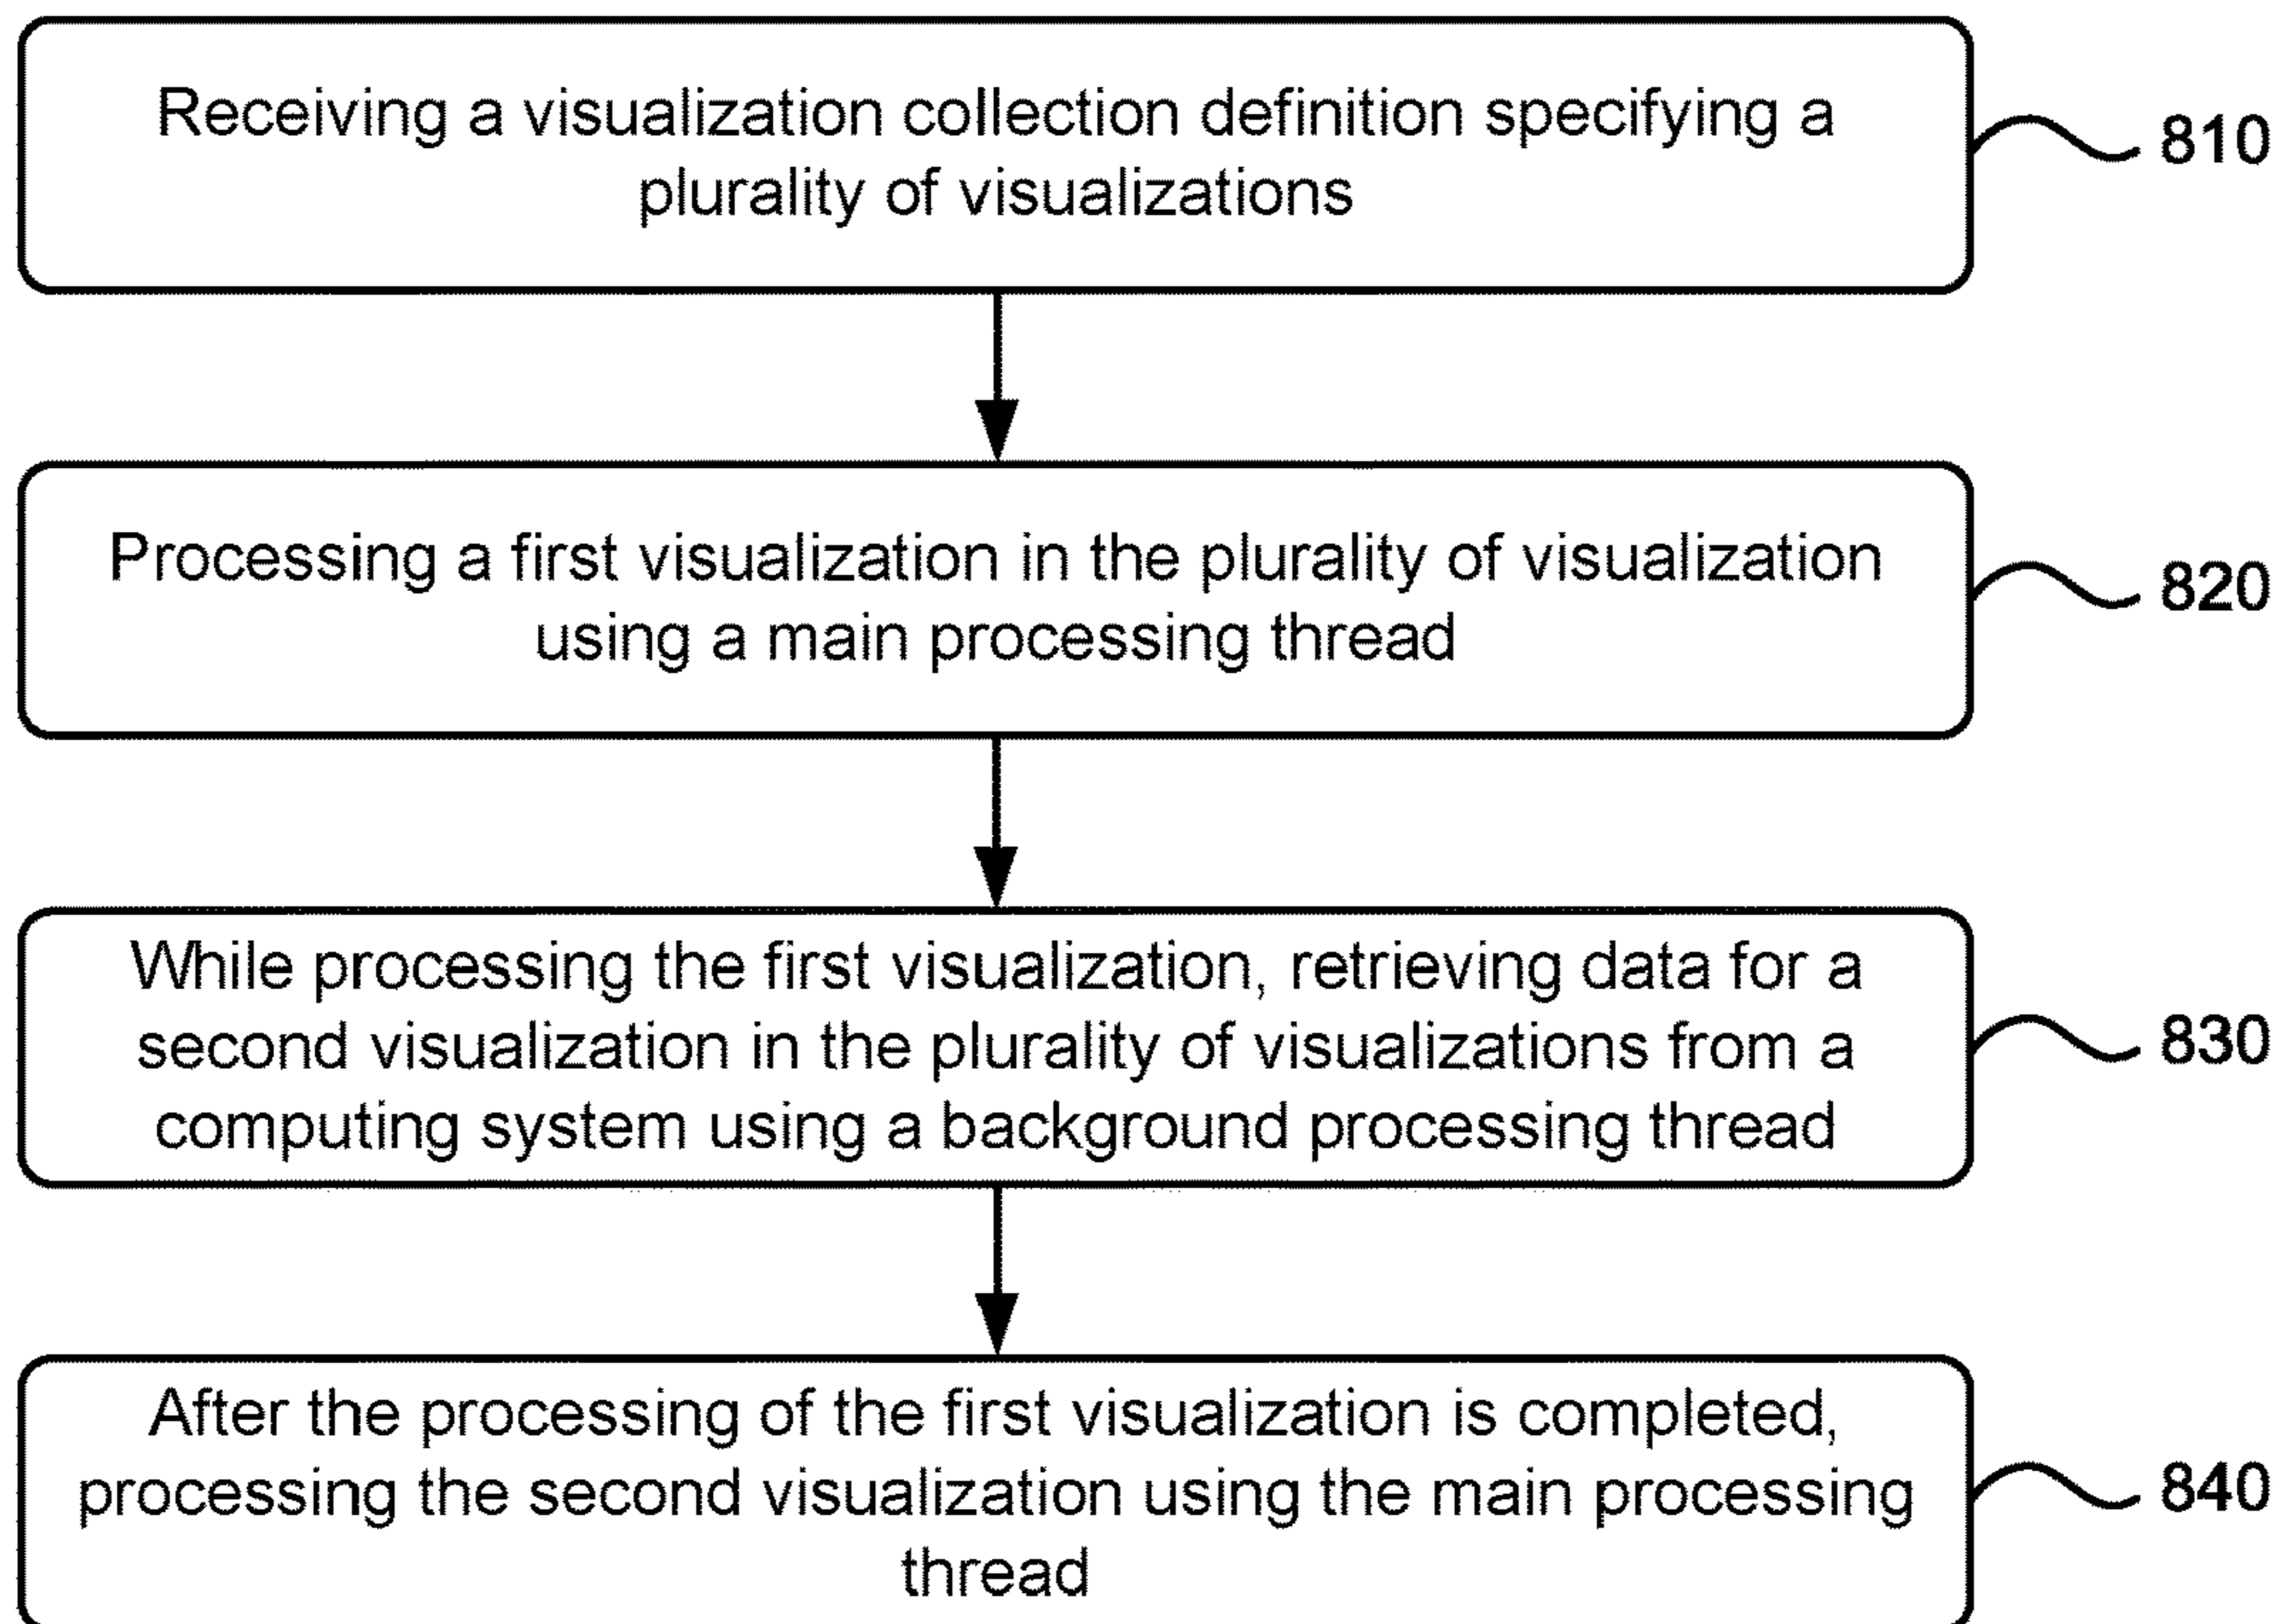 Receiving a visualization collection definition specifying a
plurality of visualizations
810
Processing a first visualization in the plurality of visualization
using a main processing thread
820
While processing the first visualization, retrieving data for a
second visualization in the plurality of visualizations from a
computing system using a background processing thread
830
After the processing of the first visualization is completed,
processing the second visualization using the main processing
thread
840